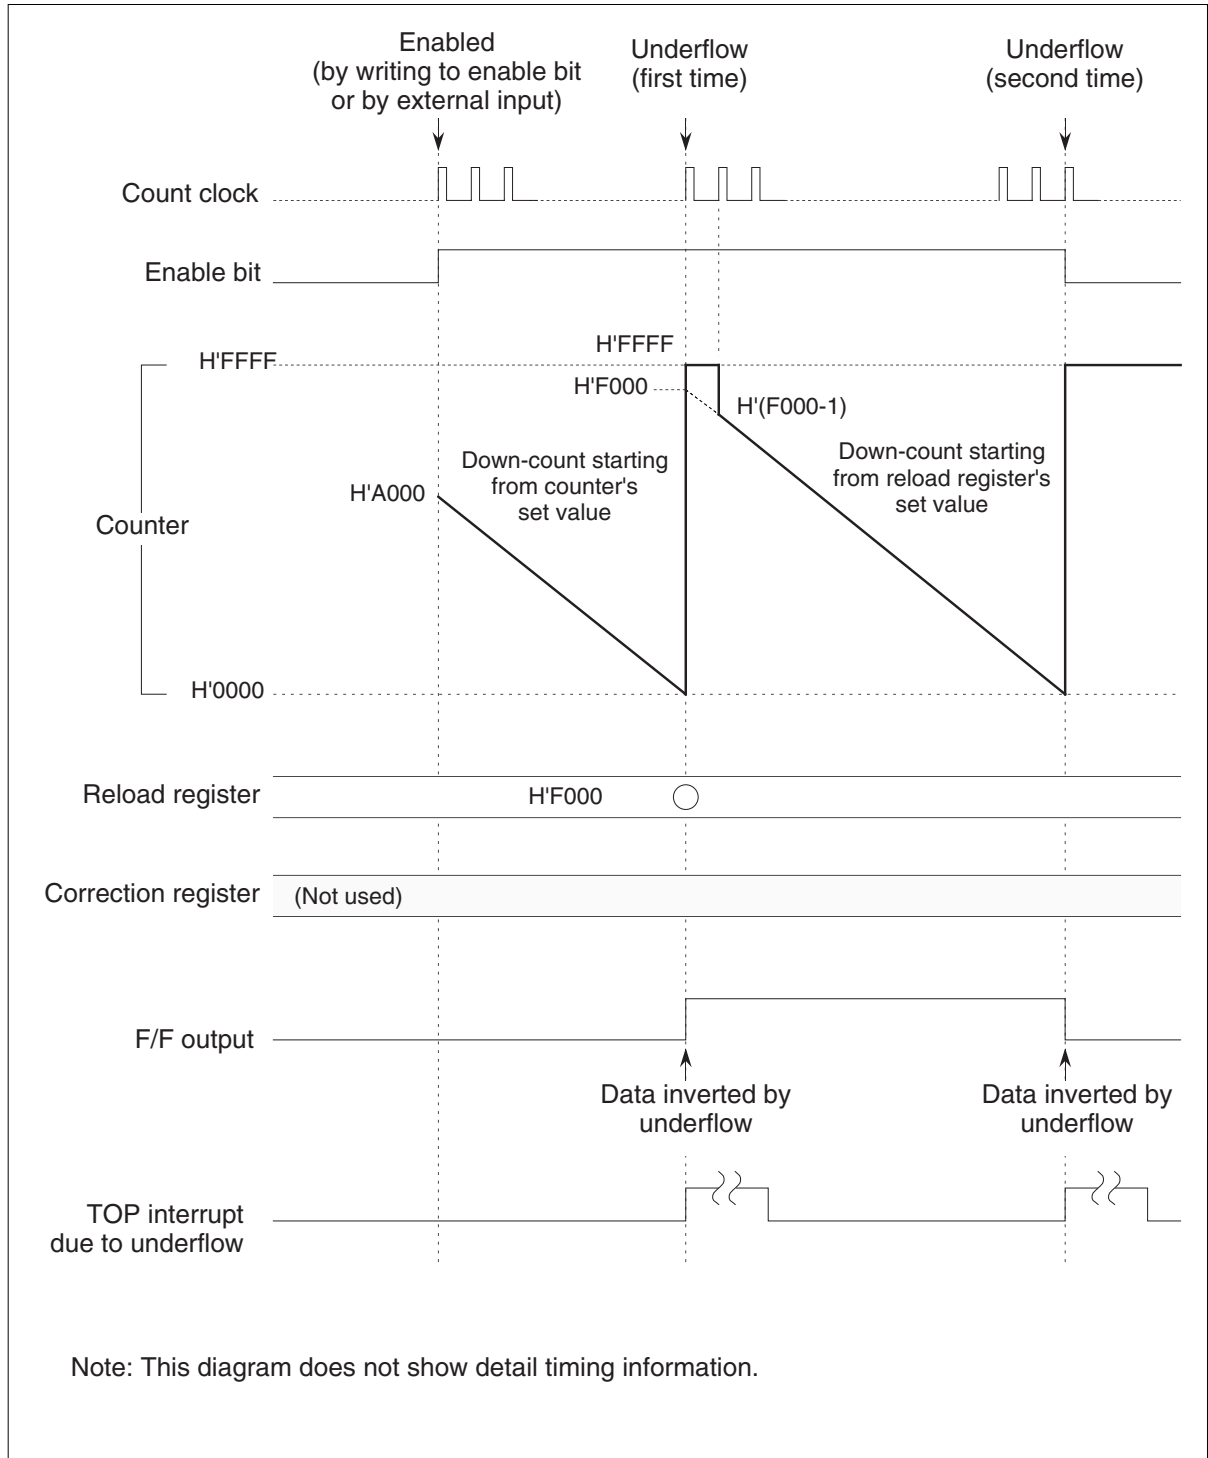 Enabled
(by writing to enable bit
or by external input)
Underflow
(first time)
Underflow
(second time)
Count clock
Enable bit
H'FFFF
H'FFFF
H'F000
H'(F000-1)
Down-count starting
from counter's
set value
Down-count starting
from reload register's
set value
H'A000
Counter
H'0000
Reload register
H'F000
Correction register
(Not used)
F/F output
Data inverted by
underflow
Data inverted by
underflow
TOP interrupt
due to underflow
Note: This diagram does not show detail timing information.